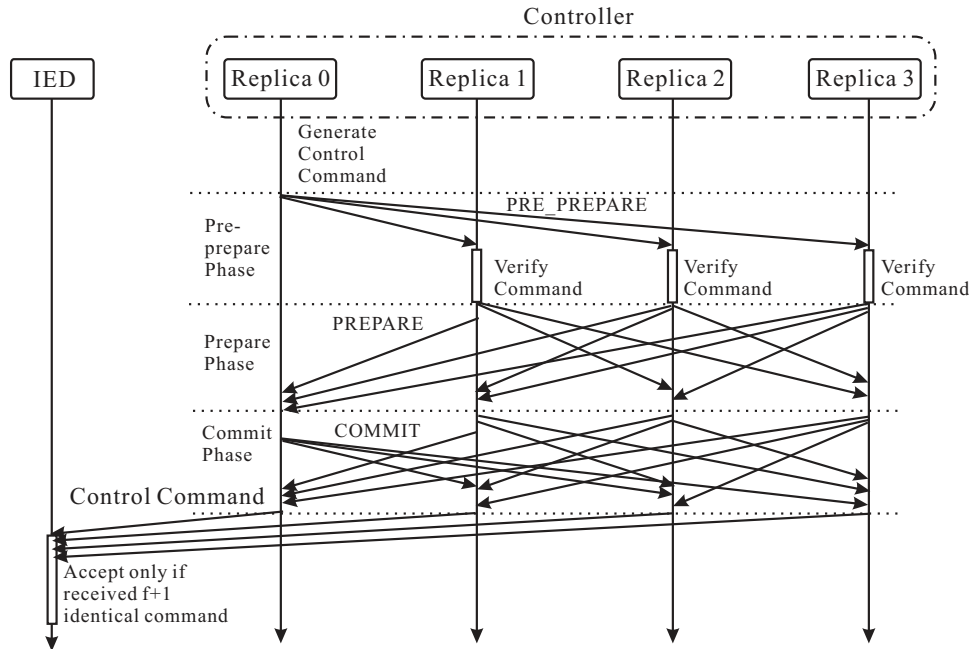 Controller
IED
Replica 0
Replica 1
Replica 2
Replica 3
Generate
Control
Command
PRE_PREPARE
Pre-
prepare
Phase
Verify
Command
Verify
Command
Verify
Command
PREPARE
Prepare
Phase
Commit
Phase
COMMIT
Control Command
Accept only if
received f+1
identical command